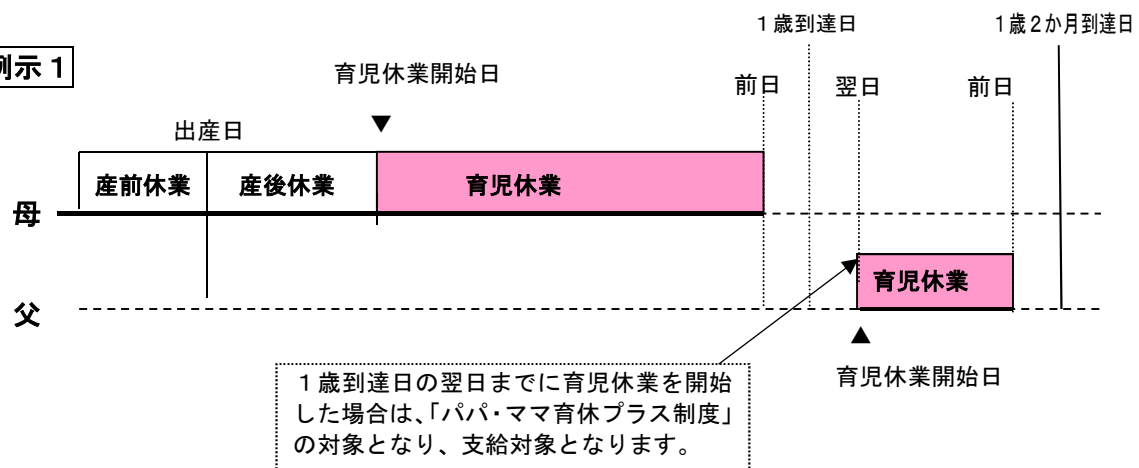 １歳到達日
１歳２か月到達日
例示１
育児休業開始日
前日
翌日
前日
出産日
▼
産前休業
産後休業
育児休業
母
育児休業
父
▲
育児休業開始日
１歳到達日の翌日までに育児休業を開始
した場合は、「パパ・ママ育休プラス制度」
の対象となり、支給対象となります。